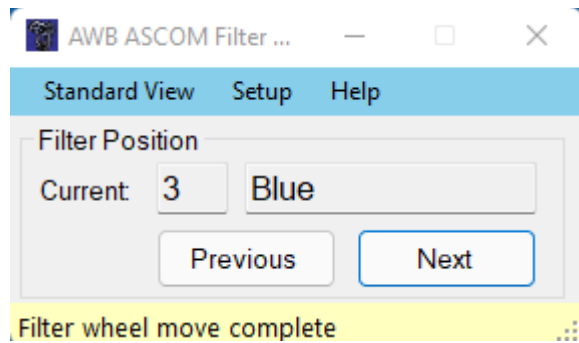 AWB ASCOM Filter ...
Standard View Setup Help
Filter Position
Current: 3 Blue
Previous Next
Filter wheel move complete